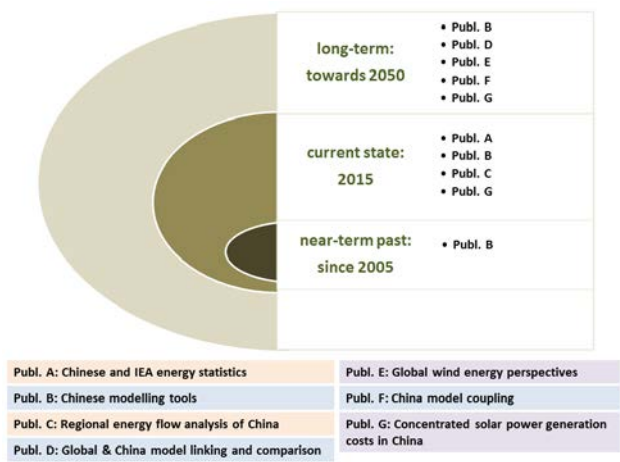 long-term:
towards 2050
• Publ. B
• Publ. D
• Publ. E
• Publ. F
• Publ. G
current state:
2015
• Publ. A
• Publ. B
• Publ. C
• Publ. G
near-term past:
since 2005
• Publ. B
Publ. A: Chinese and IEA energy statistics
Publ. B: Chinese modelling tools
Publ. C: Regional energy flow analysis of China
Publ. D: Global & China model linking and comparison
Publ. E: Global wind energy perspectives
Publ. F: China model coupling
Publ. G: Concentrated solar power generation
costs in China